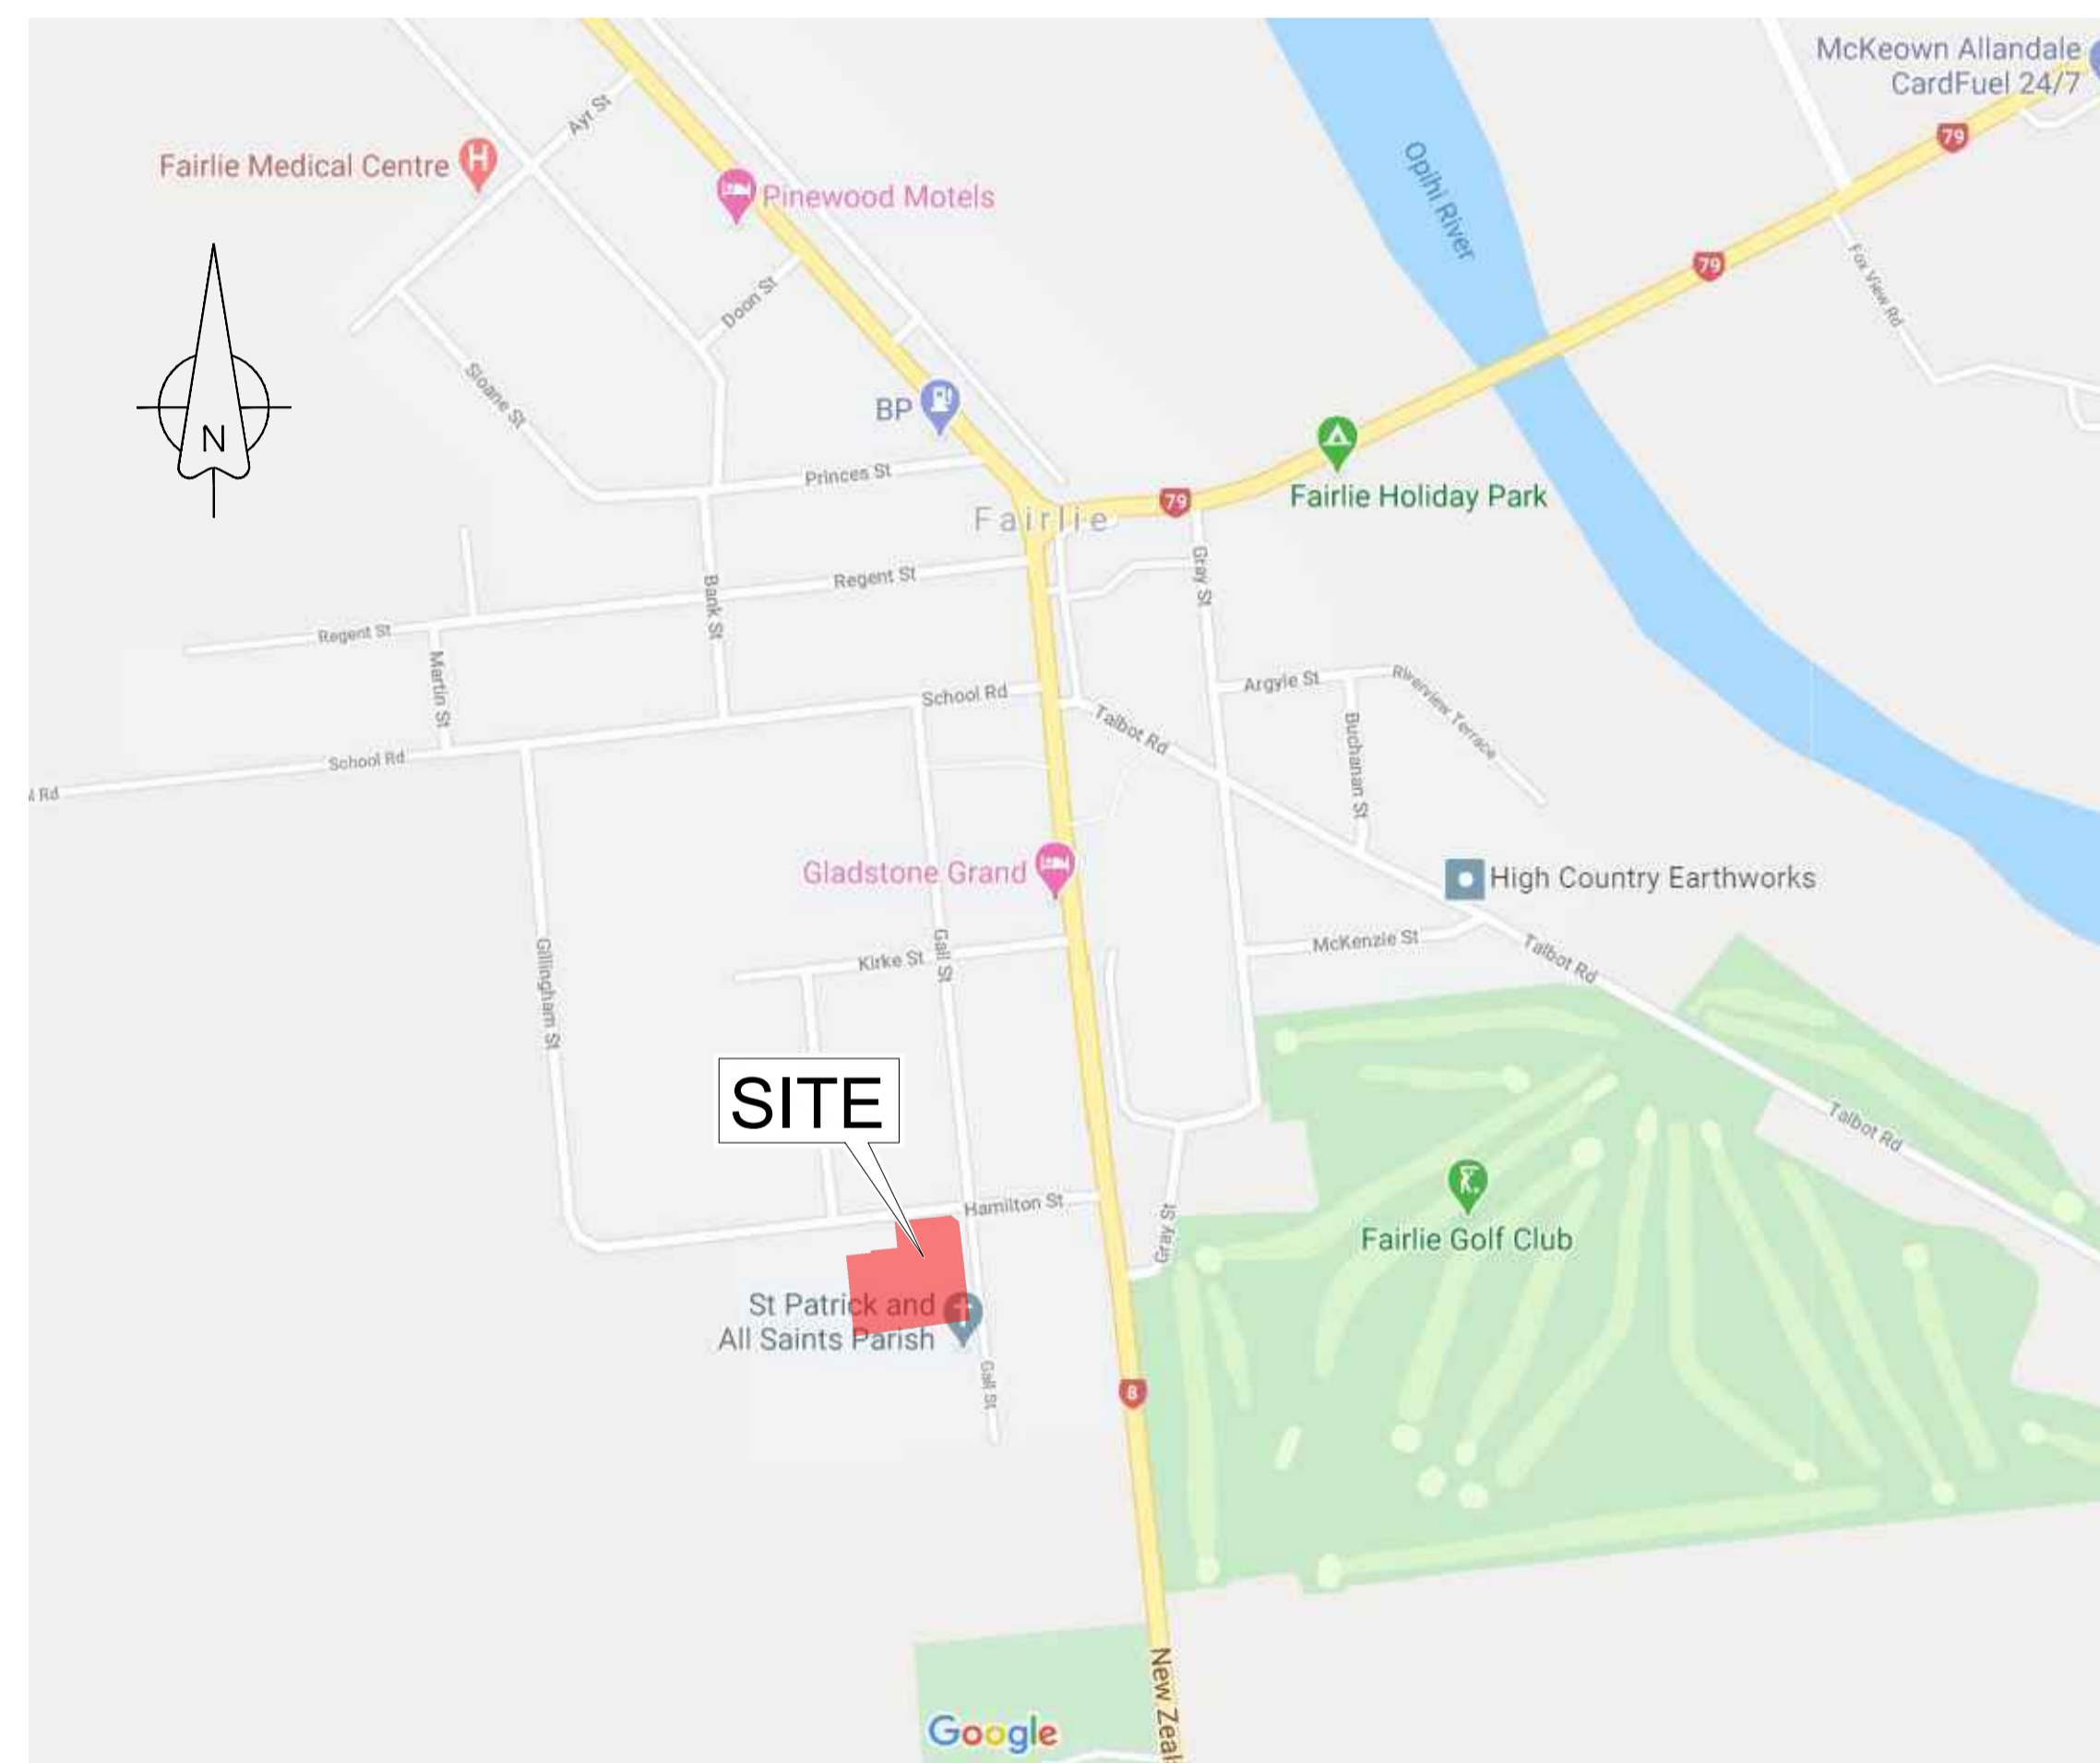 McKeown Allandale
CardFuel 24/7
79
Ayr St
Fairlie Medical Centre
H
Pinewood Motels
Opihi River
79
Fox View Rd
Doon St
N
Sloane St
BP
Princes St
79
Fairlie Holiday Park
Fairlie
Gray St
Bank St
Regent St
Regent St
Martin St
School Rd
Argyle St
Riverview Terrace
Talbot Rd
Buchanan St
School Rd
l Rd
Gladstone Grand
High Country Earthworks
Gall St
Kirke St
McKenzie St
Talbot Rd
Gillingham St
SITE
Talbot Rd
Hamilton St
Gray St
Fairlie Golf Club
St Patrick and
All Saints Parish
Gall St
8
New Zeal
Google